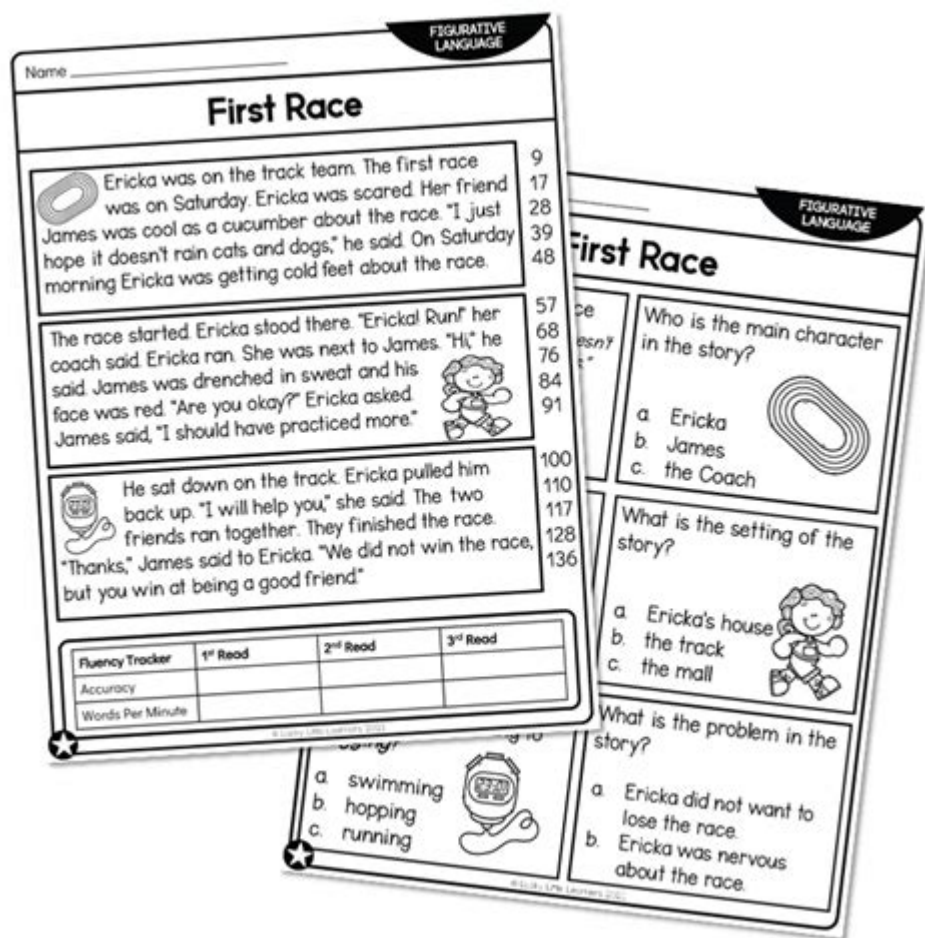 FIGURATIVE
LANGUAGE
Name
First Race
Ericka was on the track team. The first race 9
was on Saturday. Ericka was scared. Her friend 17
James was cool as a cucumber about the race. "I just 28
hope it doesn't rain cats and dogs," he said. On Saturday 39
morning Ericka was getting cold feet about the race. 48
The race started. Ericka stood there. "Ericka! Run!" her 57
coach said. Ericka ran. She was next to James. "Hi," he 68
said. James was drenched in sweat and his 76
face was red. "Are you okay?" Ericka asked. 84
James said, "I should have practiced more." 91
He sat down on the track. Ericka pulled him 100
back up. "I will help you," she said. The two 110
friends ran together. They finished the race. 117
"Thanks," James said to Ericka. "We did not win the race, 128
but you win at being a good friend." 136
Fluency Tracker 1st Read 2nd Read 3rd Read
Accuracy
Words Per Minute
© Lucky Little Learners 2021
FIGURATIVE
LANGUAGE
First Race
Who is the main character
in the story?
a. Ericka
b. James
c. the Coach
What is the setting of the
story?
a. Ericka's house
b. the track
c. the mall
a. swimming
b. hopping
c. running
What is the problem in the
story?
a. Ericka did not want to
lose the race.
b. Ericka was nervous
about the race.
© Lucky Little Learners 2021